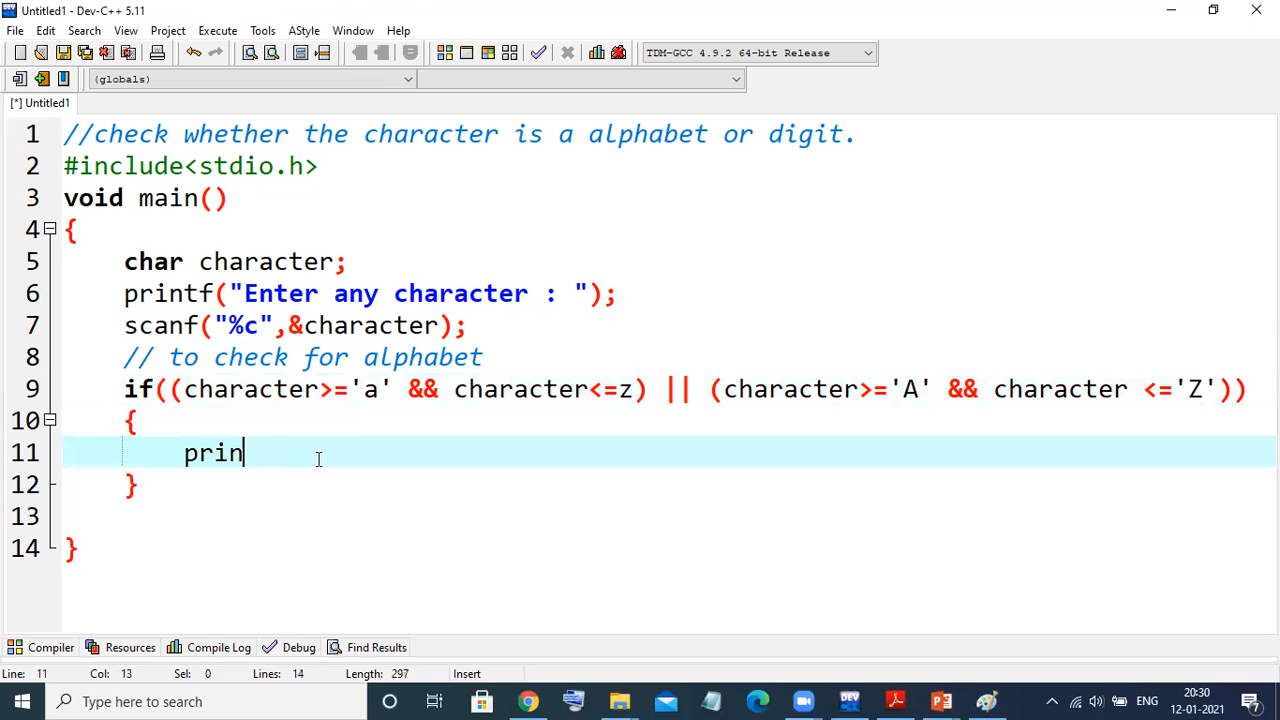 Untitled1 - Dev-C++ 5.11
File Edit Search View Project Execute Tools AStyle Window Help
TDM-GCC 4.9.2 64-bit Release
(globals)
[*] Untitled1
1 //check whether the character is a alphabet or digit.
2 #include<stdio.h>
3 void main()
4 {
5 char character;
6 printf("Enter any character : ");
7 scanf("%c",&character);
8 // to check for alphabet
9 if((character>='a' && character<=z) || (character>='A' && character <='Z'))
10 {
11 prin
12 }
13
14 }
Compiler Resources Compile Log Debug Find Results
Line: 11 Col: 13 Sel: 0 Lines: 14 Length: 297 Insert
Type here to search
ENG
20:30
12-01-2021
7